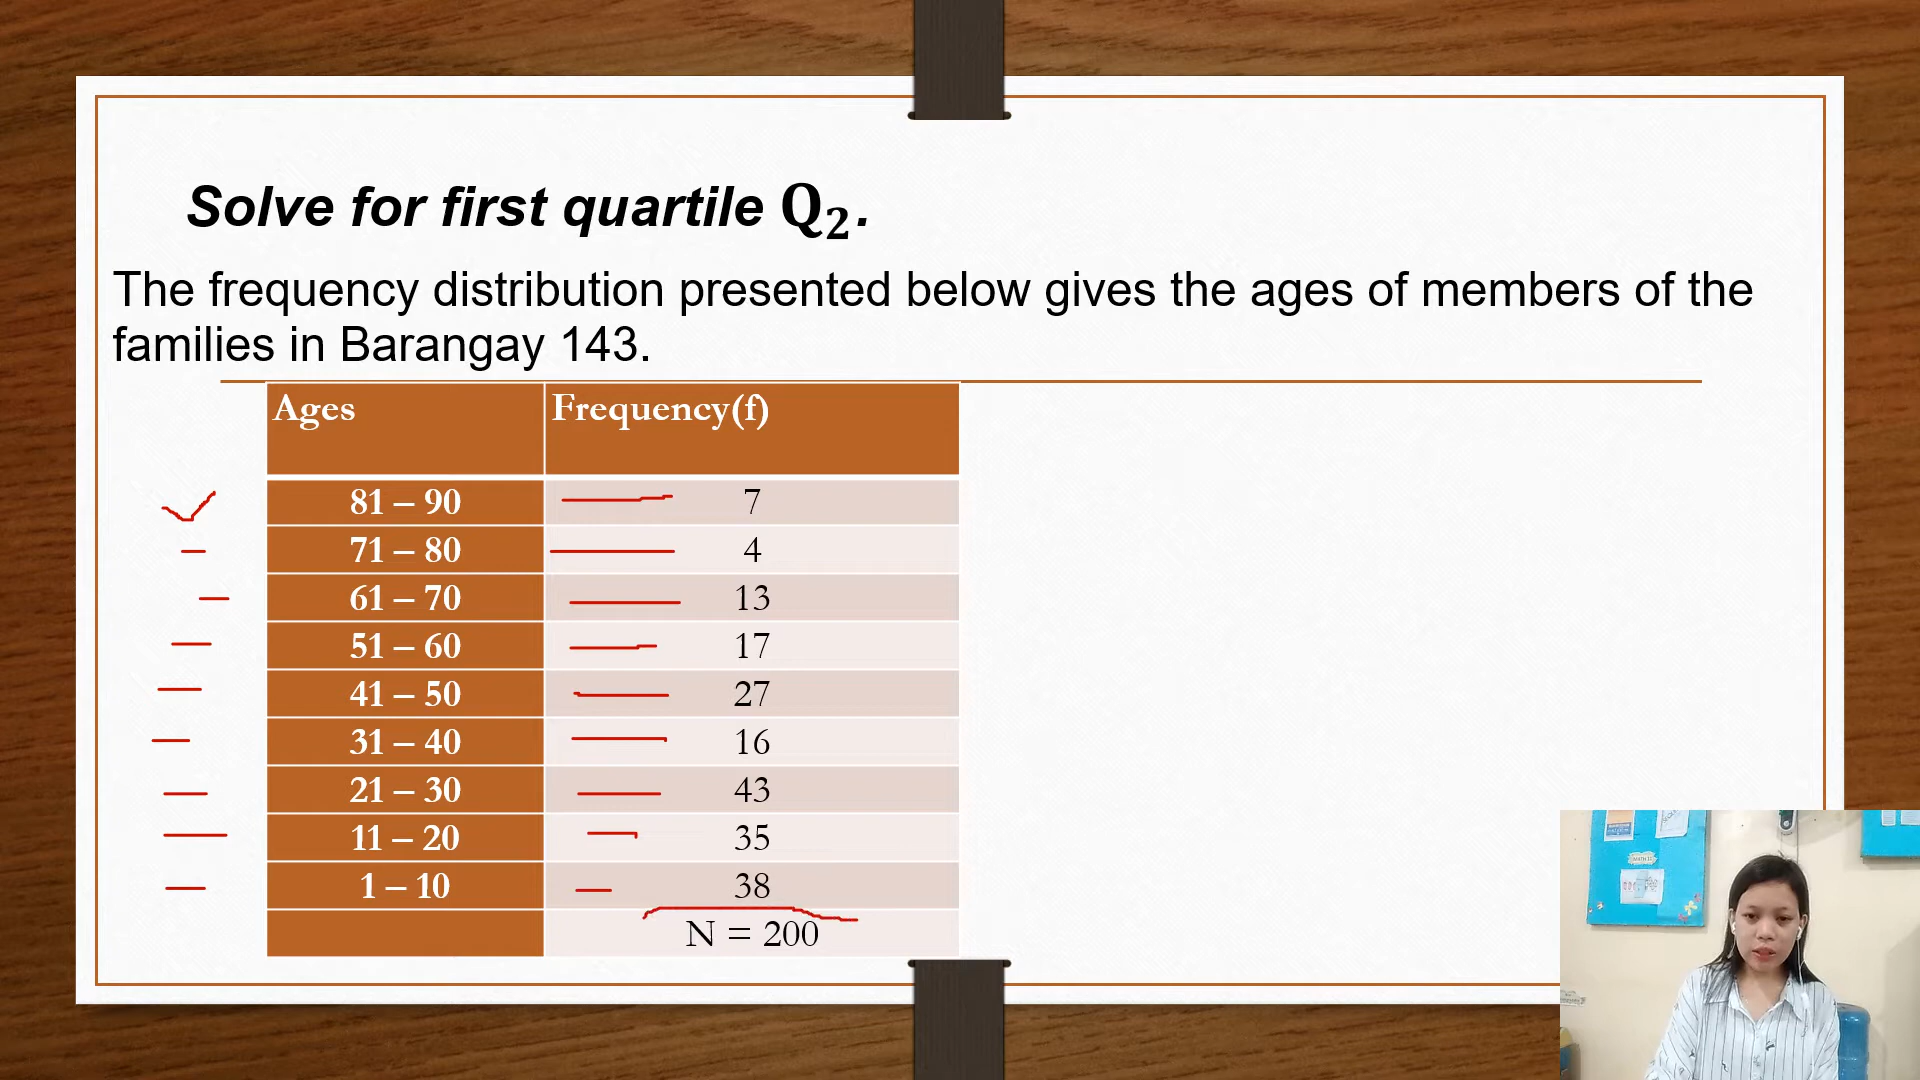 Solve for first quartile Q₂.
The frequency distribution presented below gives the ages of members of the
families in Barangay 143.
Ages Frequency(f)
81 – 90 7
71 – 80 4
61 – 70 13
51 – 60 17
41 – 50 27
31 – 40 16
21 – 30 43
11 – 20 35
1 – 10 38
N = 200